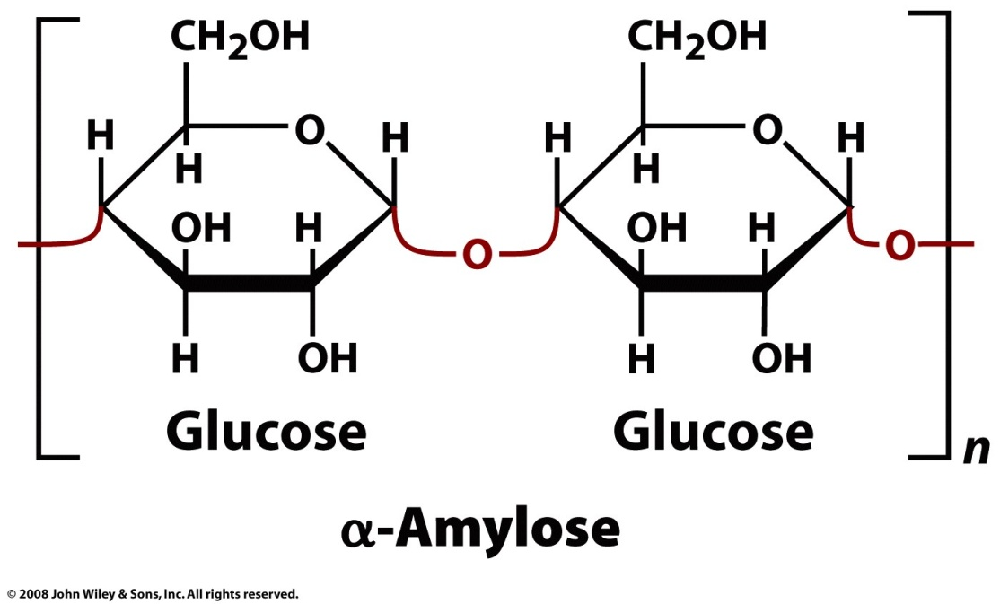 CH2OH CH2OH
H O H H O H
H H
OH H OH H
O O
H OH H OH
Glucose Glucose
n
α-Amylose
© 2008 John Wiley & Sons, Inc. All rights reserved.